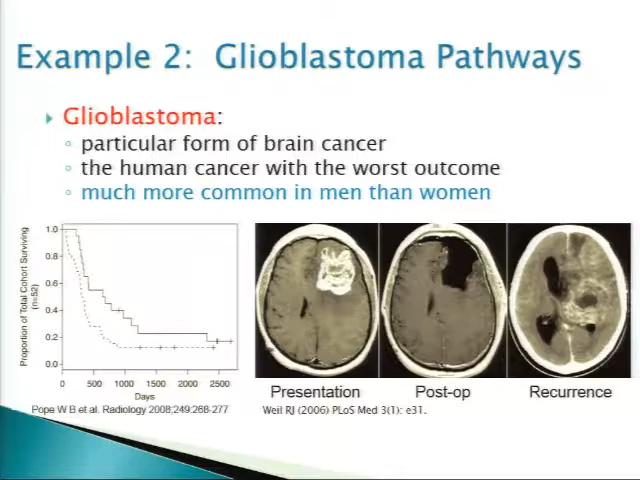 Example 2: Glioblastoma Pathways
Glioblastoma:
particular form of brain cancer
the human cancer with the worst outcome
much more common in men than women
Proportion of Total Cohort Surviving
(n=52)
1.0
0.8
0.6
0.4
0.2
0.0
0 500 1000 1500 2000 2500
Days
Presentation Post-op Recurrence
Pope W B et al. Radiology 2008;249:268-277
Weil RJ (2006) PLoS Med 3(1): e31.